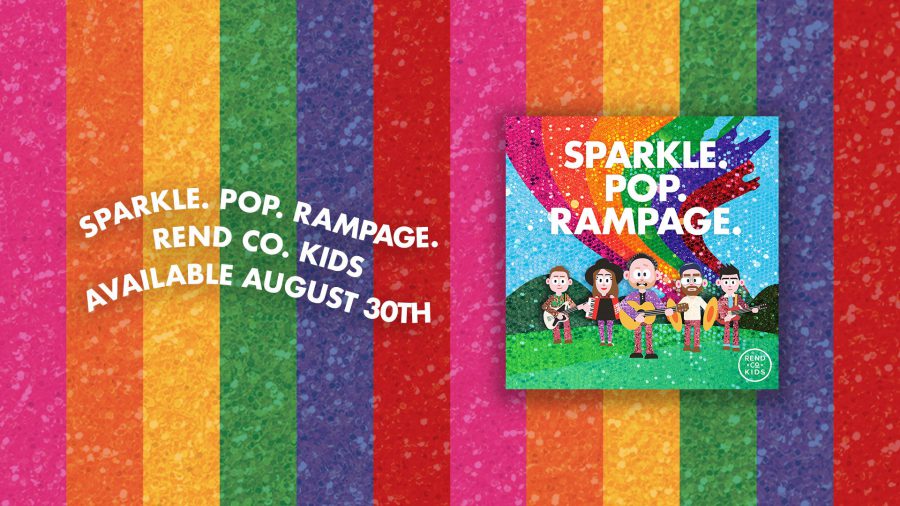 SPARKLE. POP. RAMPAGE.
REND CO. KIDS
AVAILABLE AUGUST 30TH
SPARKLE.
POP.
RAMPAGE.
REND
•CO•
KIDS